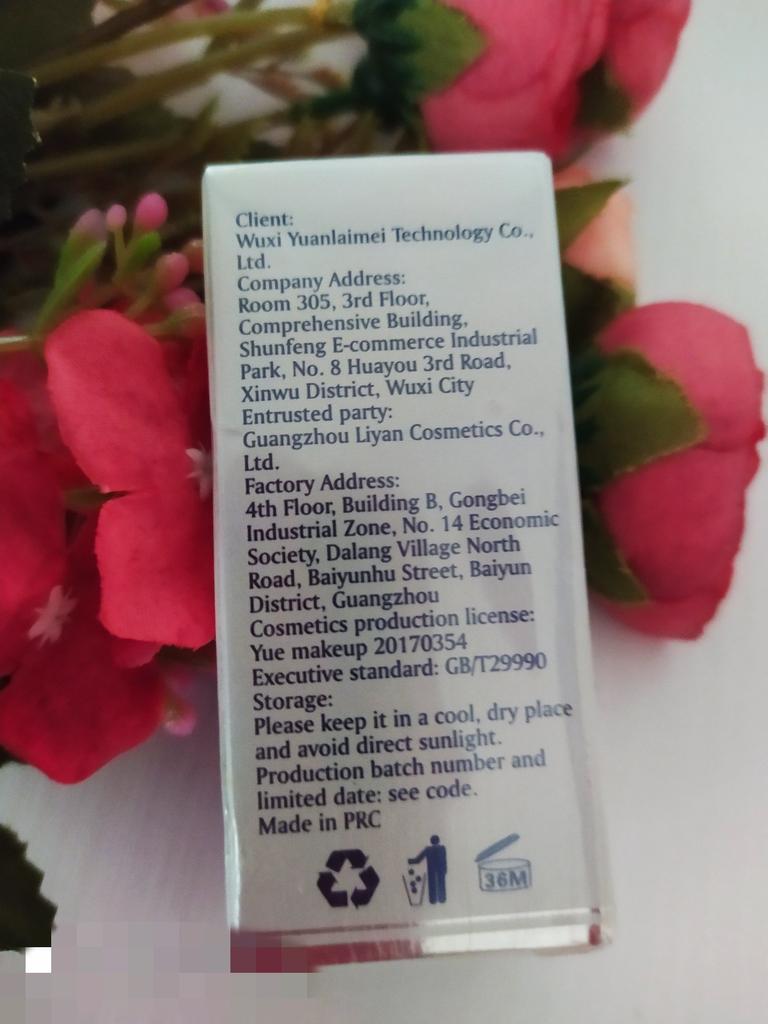 Client:
Wuxi Yuanlaimei Technology Co.,
Ltd.
Company Address:
Room 305, 3rd Floor,
Comprehensive Building,
Shunfeng E-commerce Industrial
Park, No. 8 Huayou 3rd Road,
Xinwu District, Wuxi City
Entrusted party:
Guangzhou Liyan Cosmetics Co.,
Ltd.
Factory Address:
4th Floor, Building B, Gongbei
Industrial Zone, No. 14 Economic
Society, Dalang Village North
Road, Baiyunhu Street, Baiyun
District, Guangzhou
Cosmetics production license:
Yue makeup 20170354
Executive standard: GB/T29990
Storage:
Please keep it in a cool, dry place
and avoid direct sunlight.
Production batch number and
limited date: see code.
Made in PRC
36M